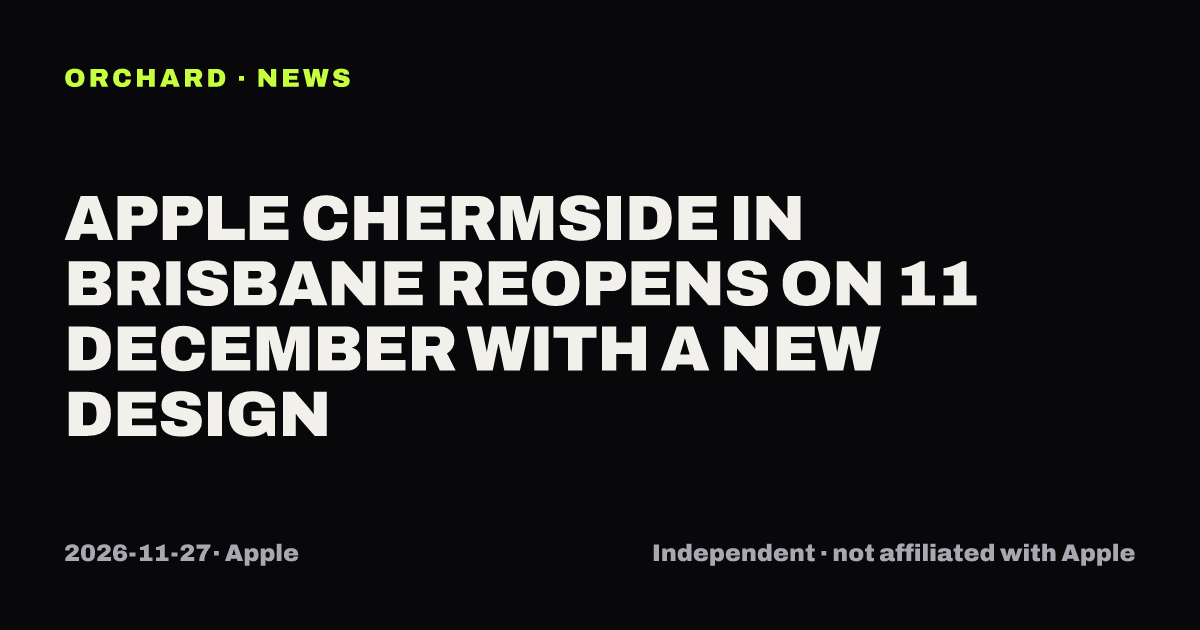 ORCHARD · NEWS
APPLE CHERMSIDE IN
BRISBANE REOPENS ON 11
DECEMBER WITH A NEW
DESIGN
2026-11-27· Apple
Independent · not affiliated with Apple